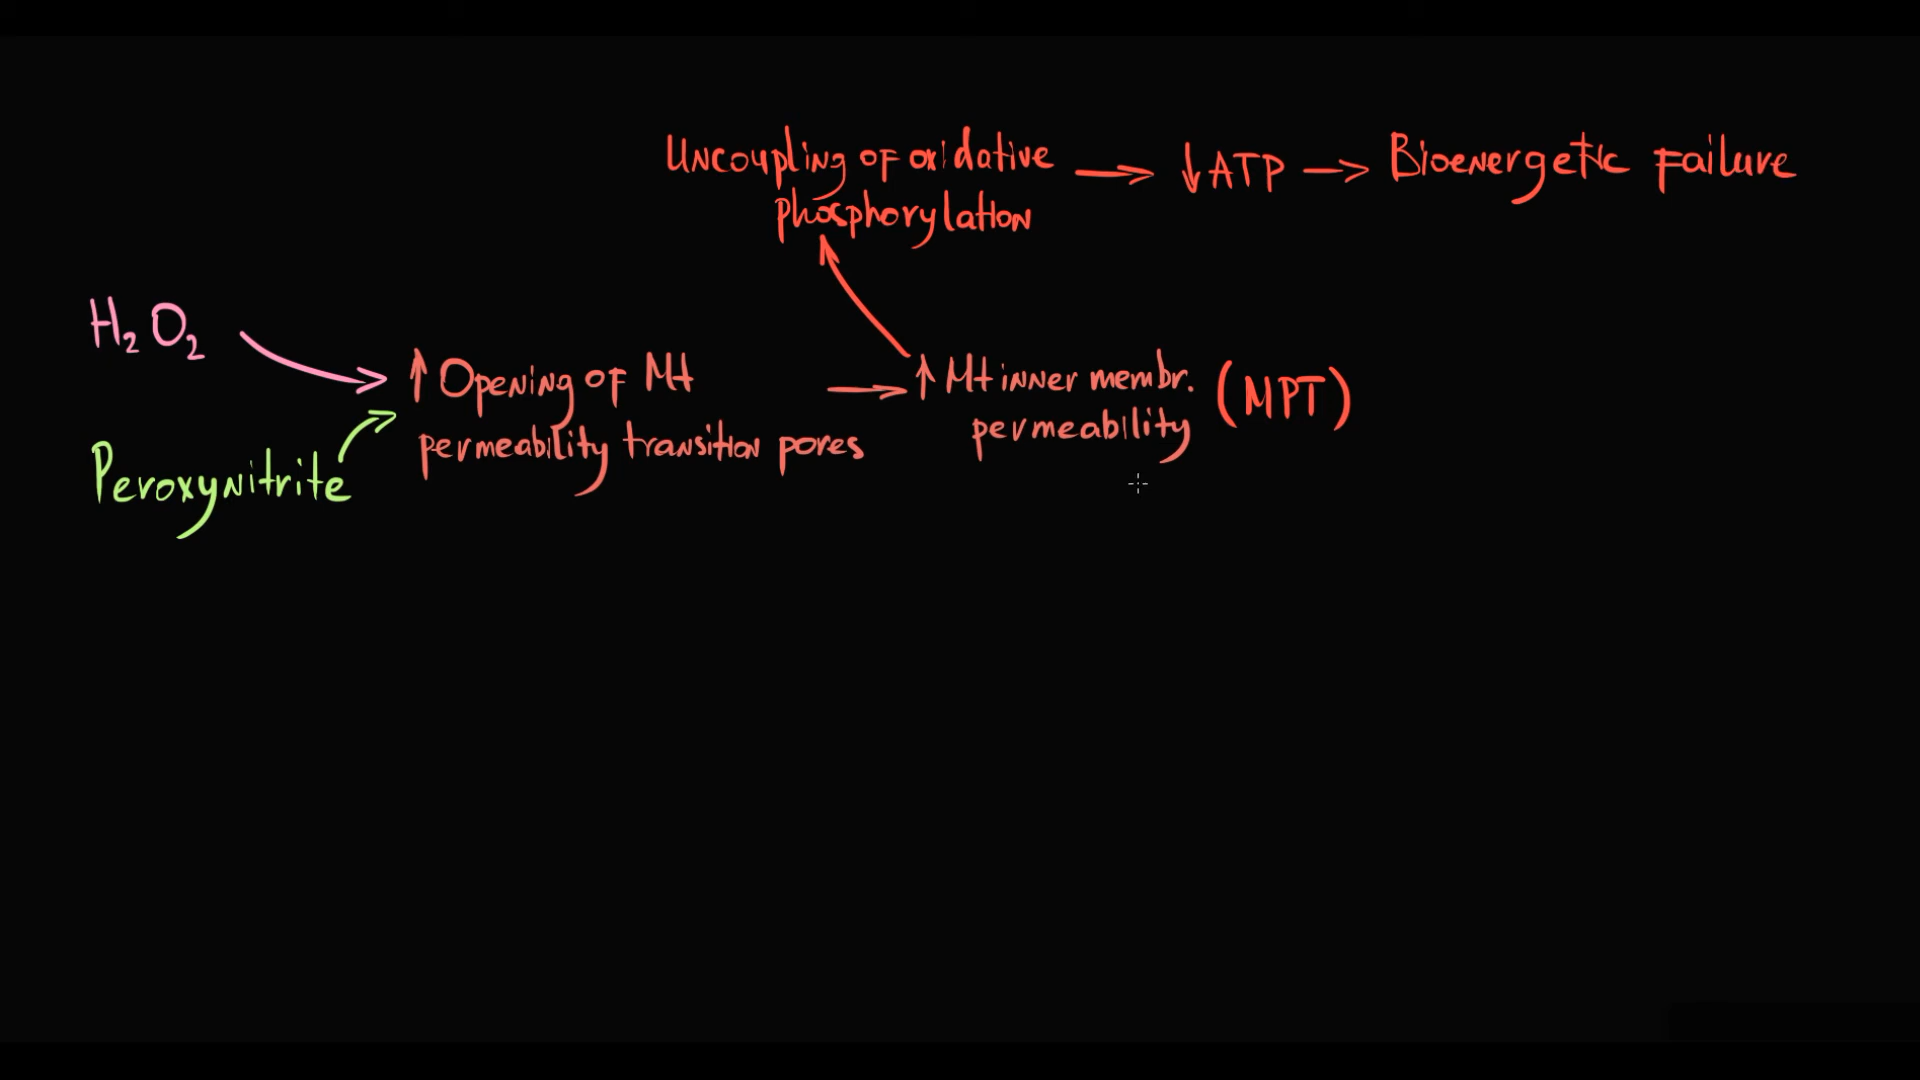 Uncoupling of oxidative → ↓ATP → Bioenergetic failure
phosphorylation
H₂O₂
↑ Opening of Mt → ↑ Mt inner membr. (MPT)
permeability transition pores
permeability
Peroxynitrite